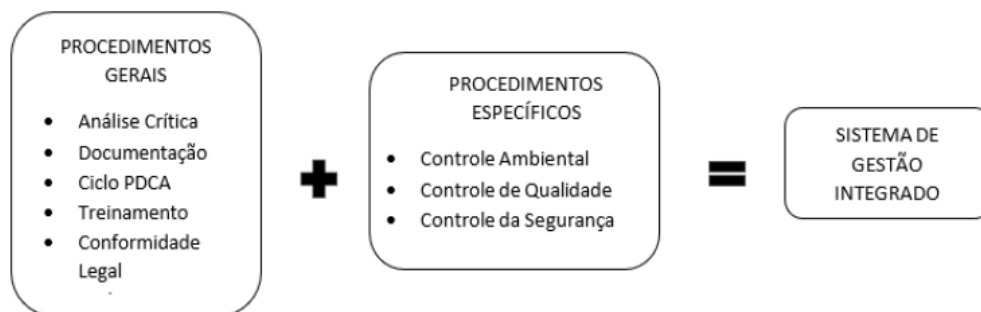 PROCEDIMENTOS
GERAIS
• Análise Crítica
• Documentação
• Ciclo PDCA
• Treinamento
• Conformidade
Legal
PROCEDIMENTOS
ESPECÍFICOS
• Controle Ambiental
• Controle de Qualidade
• Controle da Segurança
SISTEMA DE
GESTÃO
INTEGRADO